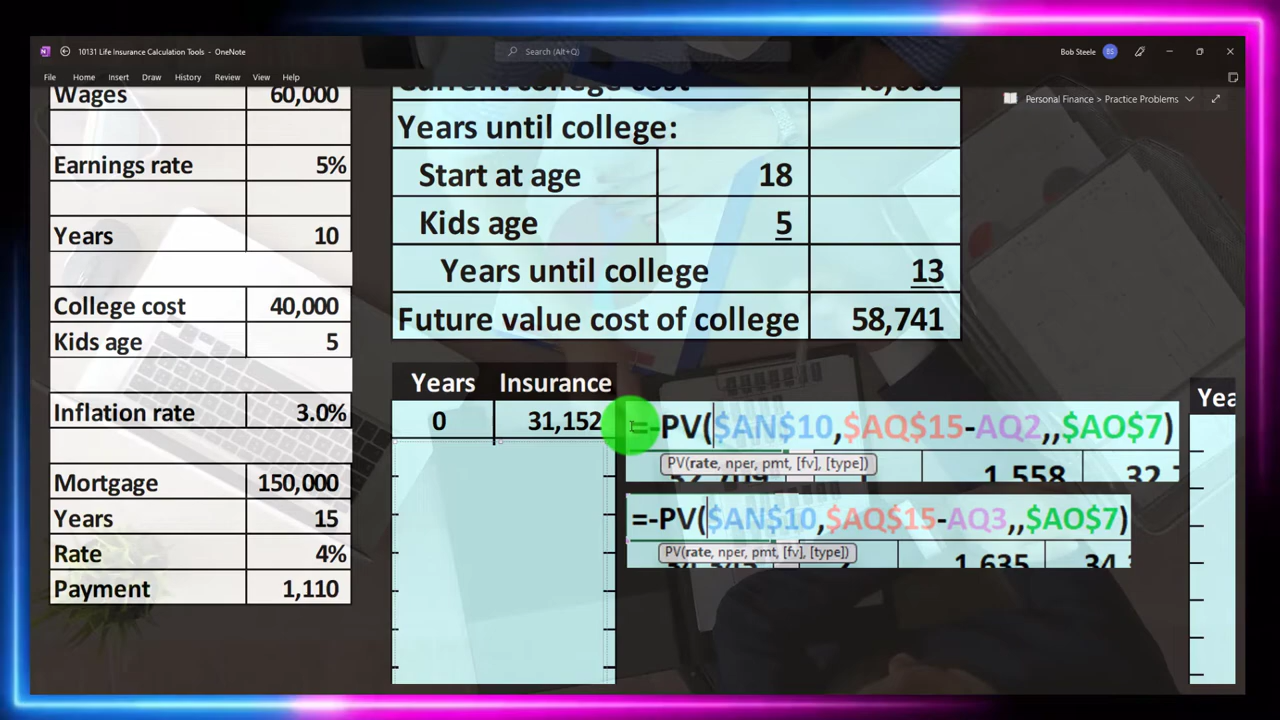 10131 Life Insurance Calculation Tools - OneNote
Search (Alt+Q)
Bob Steele BS
File Home Insert Draw History Review View Help
Personal Finance > Practice Problems
Wages 60,000
Earnings rate 5%
Years 10
College cost 40,000
Kids age 5
Inflation rate 3.0%
Mortgage 150,000
Years 15
Rate 4%
Payment 1,110
Current college cost
Years until college:
Start at age 18
Kids age 5
Years until college 13
Future value cost of college 58,741
Years Insurance
0 31,152
=-PV($AN$10,$AQ$15-AQ2,,$AO$7)
PV(rate, nper, pmt, [fv], [type])
1,558
=-PV($AN$10,$AQ$15-AQ3,,$AO$7)
PV(rate, nper, pmt, [fv], [type])
1,635